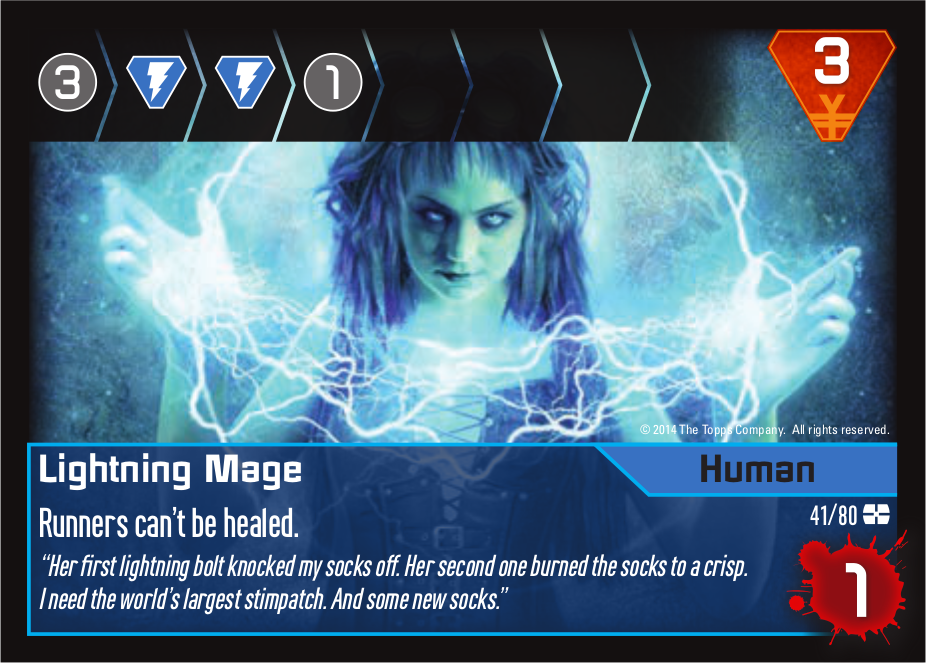 3 1
3
¥
© 2014 The Topps Company. All rights reserved.
Lightning Mage
Human
Runners can't be healed.
41/80
“Her first lightning bolt knocked my socks off. Her second one burned the socks to a crisp.
I need the world's largest stimpatch. And some new socks.”
1